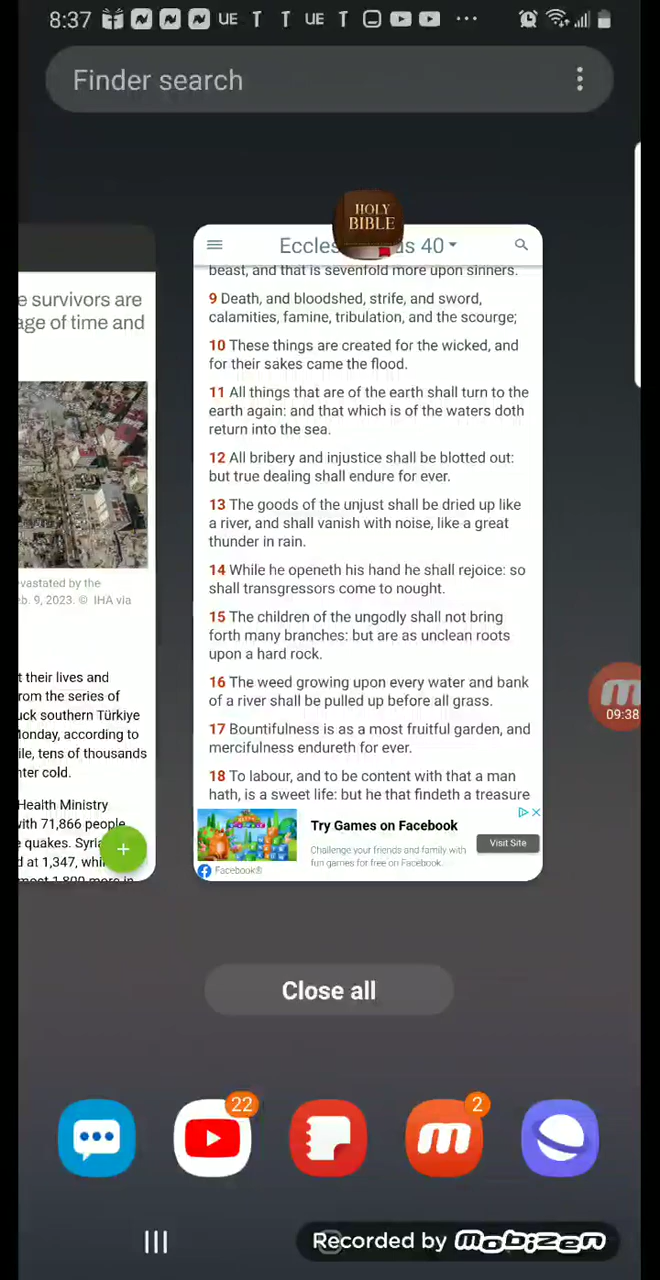 8:37 UE T T UE T
Finder search
HOLY
BIBLE
Eccles us 40
e survivors are
age of time and
evastated by the
eb. 9, 2023. © IHA via
t their lives and
rom the series of
uck southern Türkiye
Monday, according to
ile, tens of thousands
nter cold.
Health Ministry
with 71,866 people
e quakes. Syria
d at 1,347, whi
most 1,800 more in
beast, and that is sevenfold more upon sinners.
9 Death, and bloodshed, strife, and sword,
calamities, famine, tribulation, and the scourge;
10 These things are created for the wicked, and
for their sakes came the flood.
11 All things that are of the earth shall turn to the
earth again: and that which is of the waters doth
return into the sea.
12 All bribery and injustice shall be blotted out:
but true dealing shall endure for ever.
13 The goods of the unjust shall be dried up like
a river, and shall vanish with noise, like a great
thunder in rain.
14 While he openeth his hand he shall rejoice: so
shall transgressors come to nought.
15 The children of the ungodly shall not bring
forth many branches: but are as unclean roots
upon a hard rock.
16 The weed growing upon every water and bank
of a river shall be pulled up before all grass.
17 Bountifulness is as a most fruitful garden, and
mercifulness endureth for ever.
18 To labour, and to be content with that a man
hath, is a sweet life: but he that findeth a treasure
Try Games on Facebook
Challenge your friends and family with
fun games for free on Facebook.
Visit Site
Facebook®
09:38
Close all
22
2
Recorded by mobizen